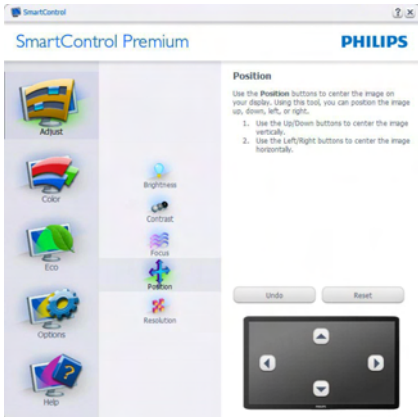 SmartControl
SmartControl Premium
PHILIPS
Adjust
Color
Eco
Options
Help
Brightness
Contrast
Focus
Position
Resolution
Position
Use the Position buttons to center the image on
your display. Using this tool, you can position the image
up, down, left, or right.
1. Use the Up/Down buttons to center the image
vertically.
2. Use the Left/Right buttons to center the image
horizontally.
Undo
Reset
PHILIPS